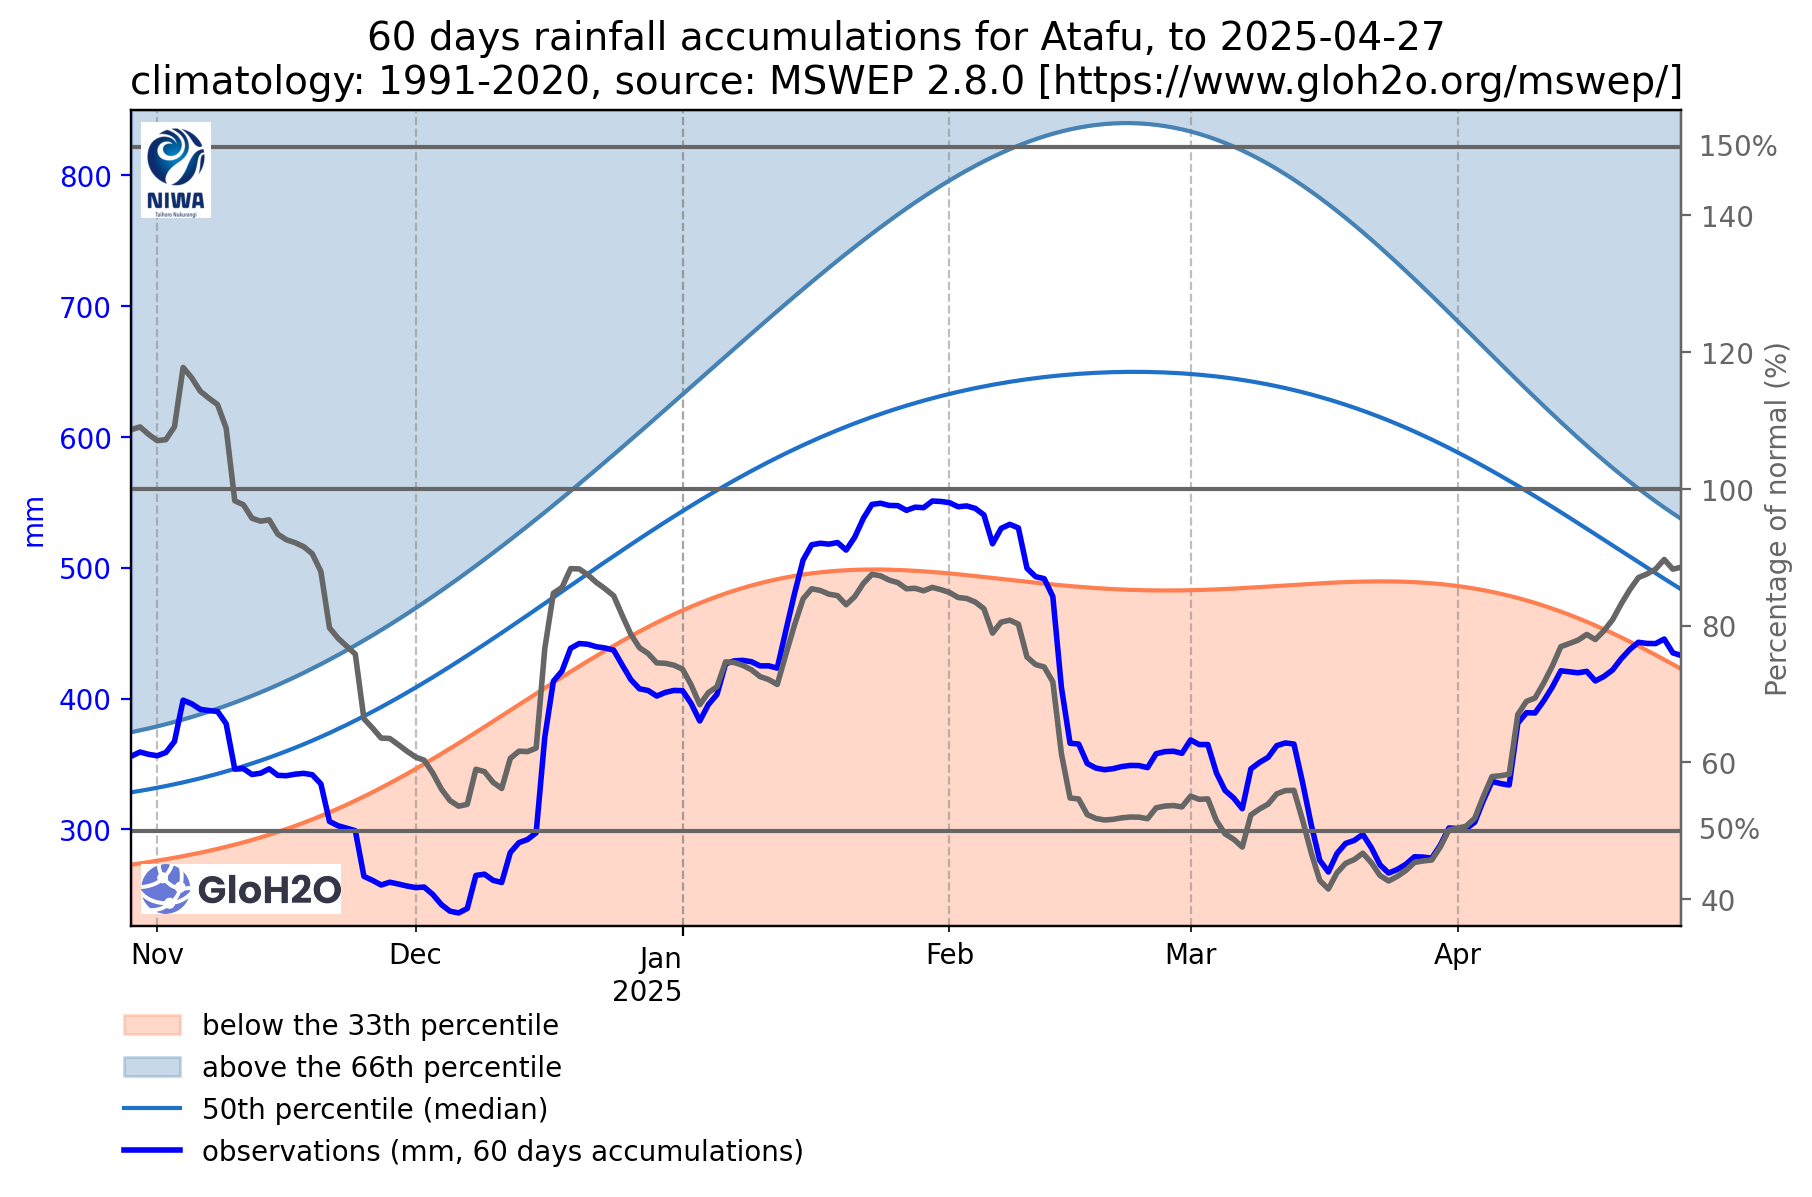 60 days rainfall accumulations for Atafu, to 2025-04-27
climatology: 1991-2020, source: MSWEP 2.8.0 [https://www.gloh2o.org/mswep/]
NIWA
Taihoro Nukurangi
800
700
600
500
400
300
mm
150%
140
120
100
80
60
50%
40
Percentage of normal (%)
GloH2O
Nov
Dec
Jan
2025
Feb
Mar
Apr
below the 33th percentile
above the 66th percentile
50th percentile (median)
observations (mm, 60 days accumulations)